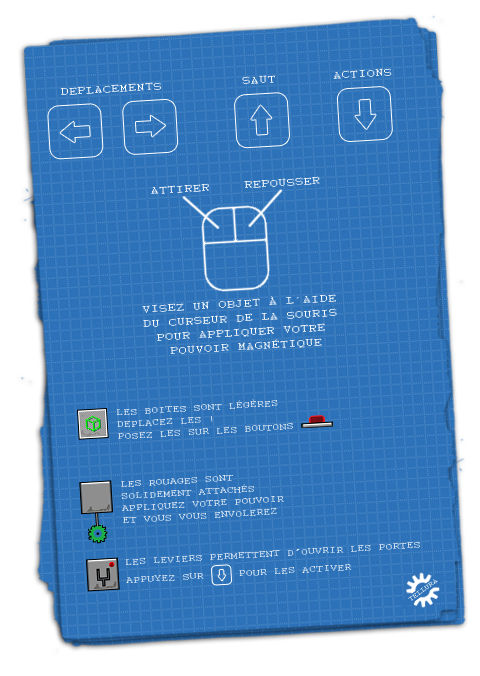 DEPLACEMENTS
SAUT
ACTIONS
ATTIRER
REPOUSSER
VISEZ UN OBJET À L'AIDE
DU CURSEUR DE LA SOURIS
POUR APPLIQUER VOTRE
POUVOIR MAGNÉTIQUE
LES BOITES SONT LÉGÈRES
DEPLACEZ LES !
POSEZ LES SUR LES BOUTONS
LES ROUAGES SONT
SOLIDEMENT ATTACHÉS
APPLIQUEZ VOTRE POUVOIR
ET VOUS VOUS ENVOLEREZ
LES LEVIERS PERMETTENT D'OUVRIR LES PORTES
APPUYEZ SUR POUR LES ACTIVER
TELLURA